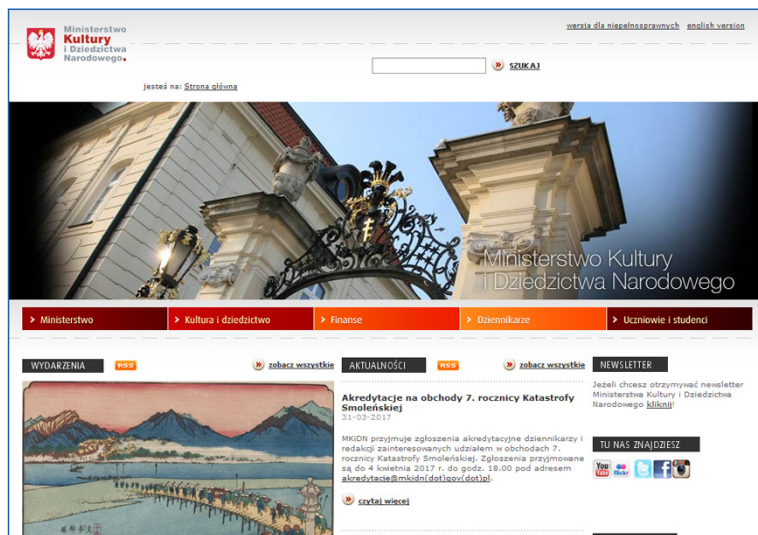 Ministerstwo
Kultury
i Dziedzictwa
Narodowego.
wersja dla niepełnosprawnych english version
SZUKAJ
jesteś na: Strona główna
Ministerstwo Kultury
i Dziedzictwa Narodowego
Ministerstwo
Kultura i dziedzictwo
Finanse
Dziennikarze
Uczniowie i studenci
WYDARZENIA RSS zobacz wszystkie
AKTUALNOŚCI RSS zobacz wszystkie
Akredytacje na obchody 7. rocznicy Katastrofy
Smoleńskiej
31-03-2017
MKiDN przyjmuje zgłoszenia akredytacyjne dziennikarzy i
redakcji zainteresowanych udziałem w obchodach 7.
rocznicy Katastrofy Smoleńskiej. Zgłoszenia przyjmowane
są do 4 kwietnia 2017 r. do godz. 18.00 pod adresem
akredytacje@mkidn(dot)gov(dot)pl.
czytaj więcej
NEWSLETTER
Jeżeli chcesz otrzymywać newsletter
Ministerstwa Kultury i Dziedzictwa
Narodowego kliknij!
TU NAS ZNAJDZIESZ
You Tube flickr